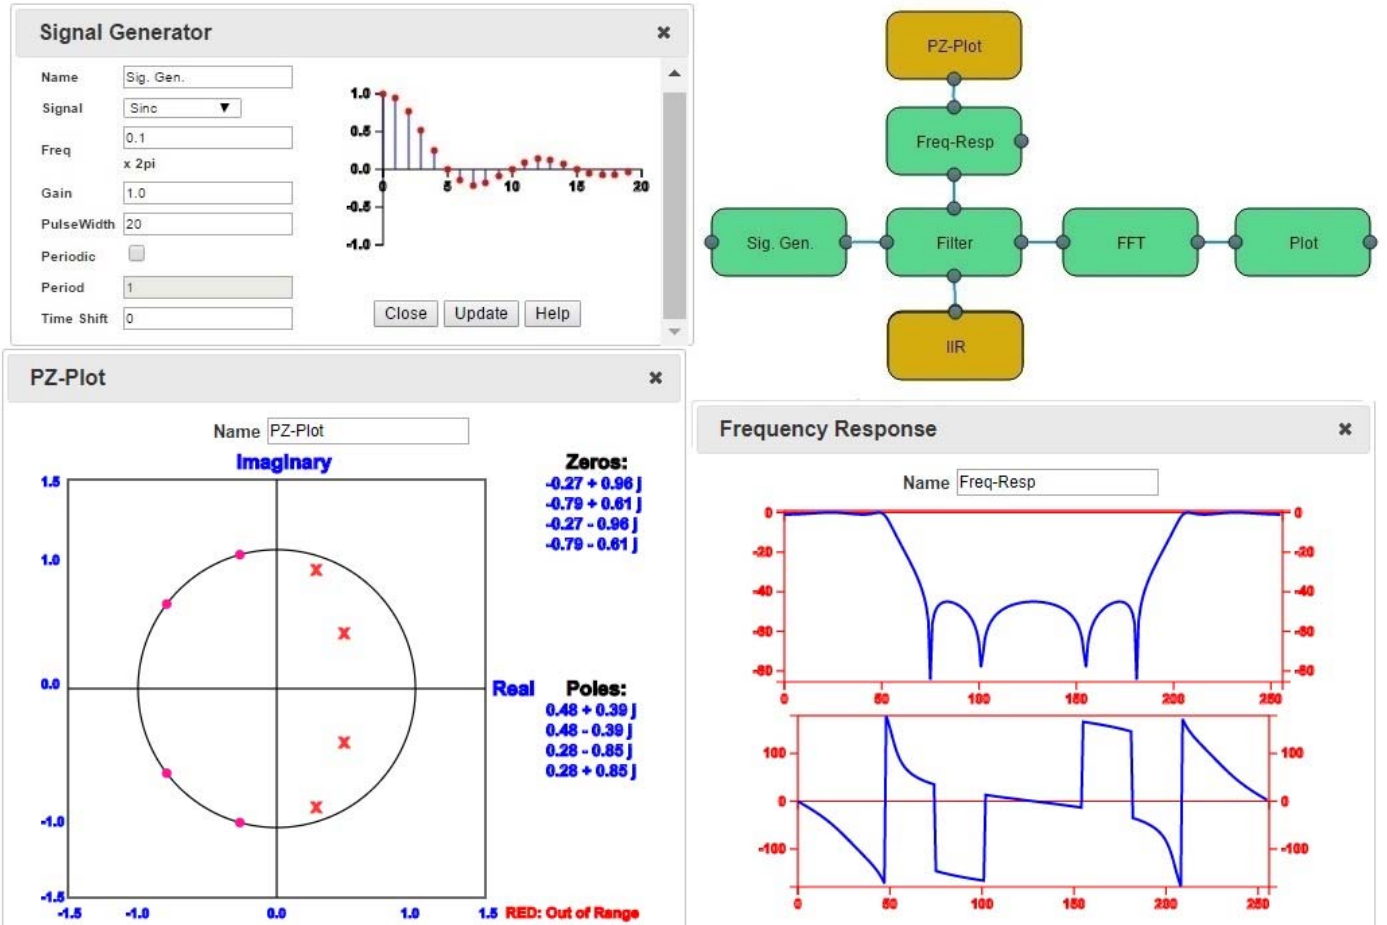 Signal Generator
Name Sig. Gen.
Signal Sinc
Freq 0.1
x 2pi
Gain 1.0
PulseWidth 20
Periodic
Period 1
Time Shift 0
1.0
0.5
0.0
-0.5
-1.0
0 5 10 15 20
Close Update Help
PZ-Plot
Freq-Resp
Sig. Gen. Filter FFT Plot
IIR
PZ-Plot
Name PZ-Plot
Imaginary
1.5
1.0
0.0
-1.0
-1.5
-1.5 -1.0 0.0 1.0 1.5
Real
Zeros:
-0.27 + 0.96 j
-0.79 + 0.61 j
-0.27 - 0.96 j
-0.79 - 0.61 j
Poles:
0.48 + 0.39 j
0.48 - 0.39 j
0.28 - 0.85 j
0.28 + 0.85 j
RED: Out of Range
Frequency Response
Name Freq-Resp
0 0
-20 -20
-40 -40
-60 -60
-80 -80
0 50 100 150 200 250
100 100
0 0
-100 -100
0 50 100 150 200 250